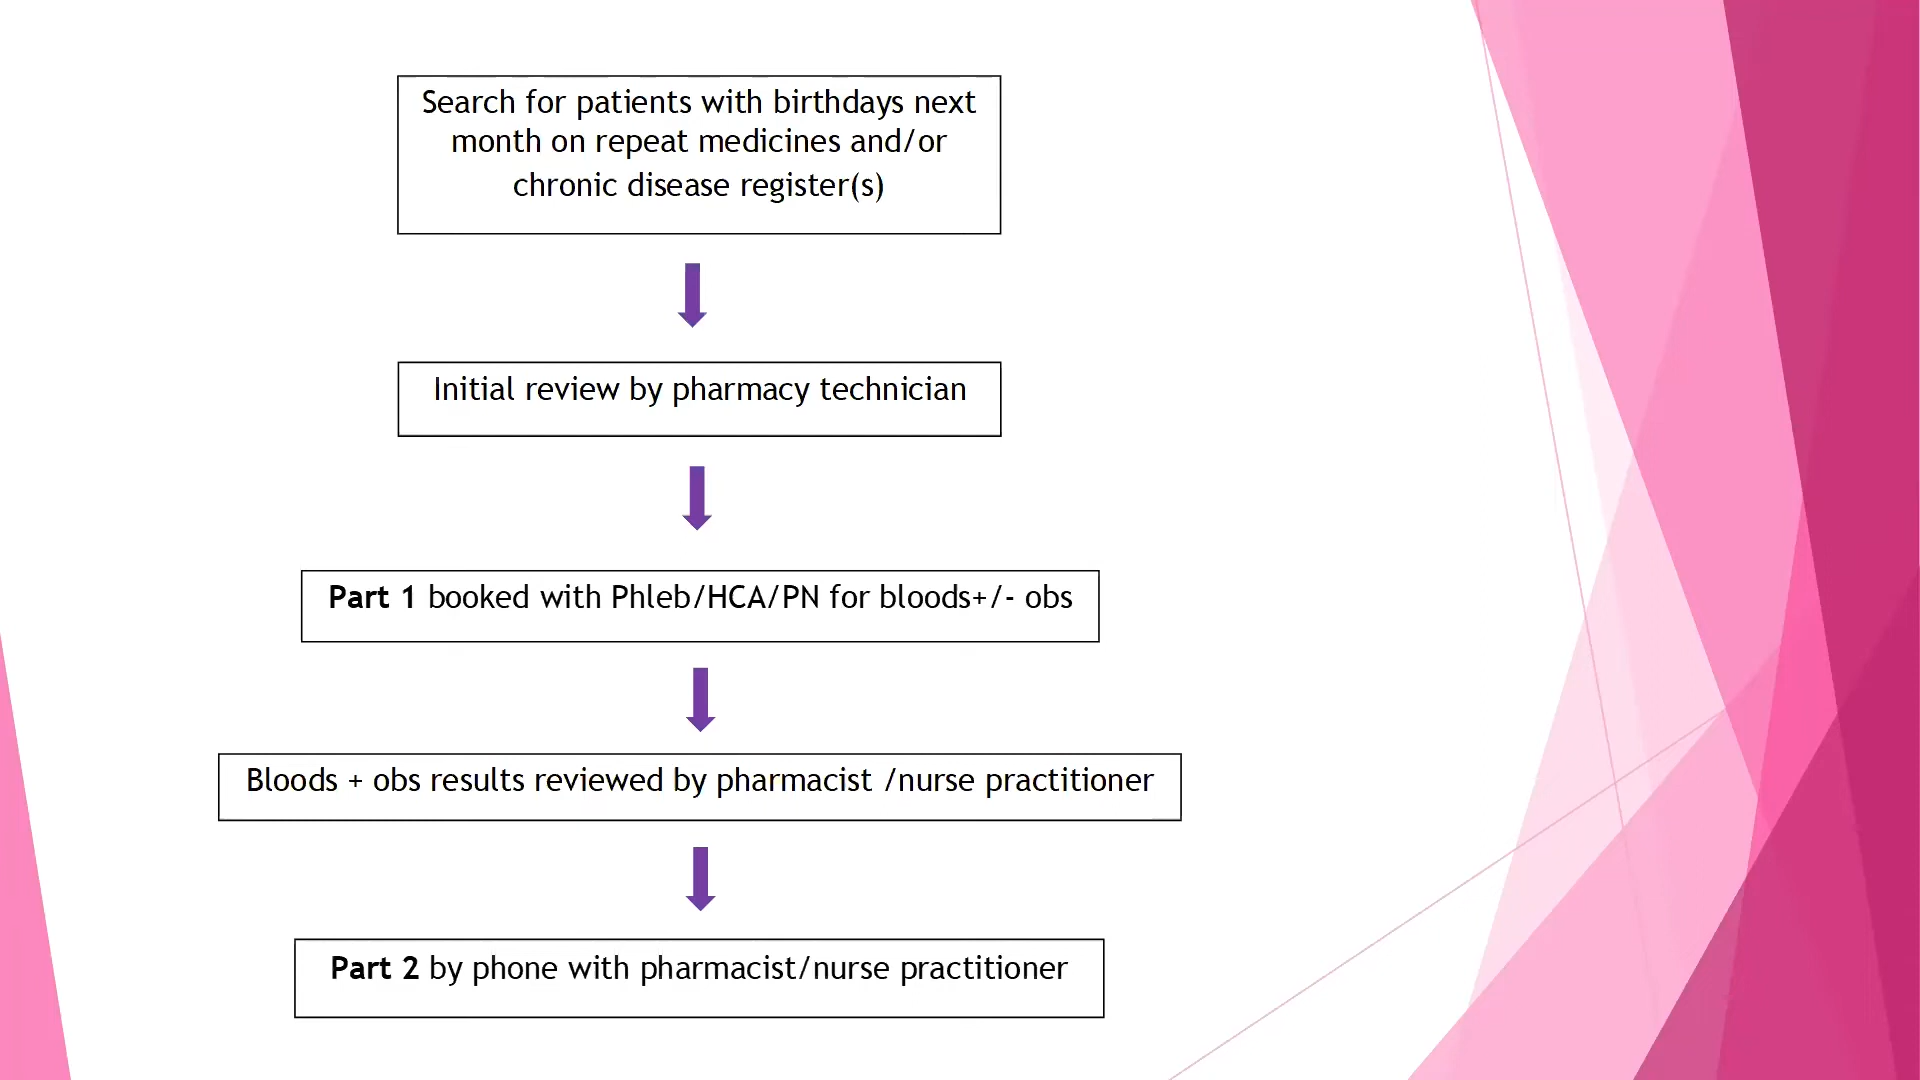 Search for patients with birthdays next
month on repeat medicines and/or
chronic disease register(s)
Initial review by pharmacy technician
Part 1 booked with Phleb/HCA/PN for bloods+/- obs
Bloods + obs results reviewed by pharmacist /nurse practitioner
Part 2 by phone with pharmacist/nurse practitioner